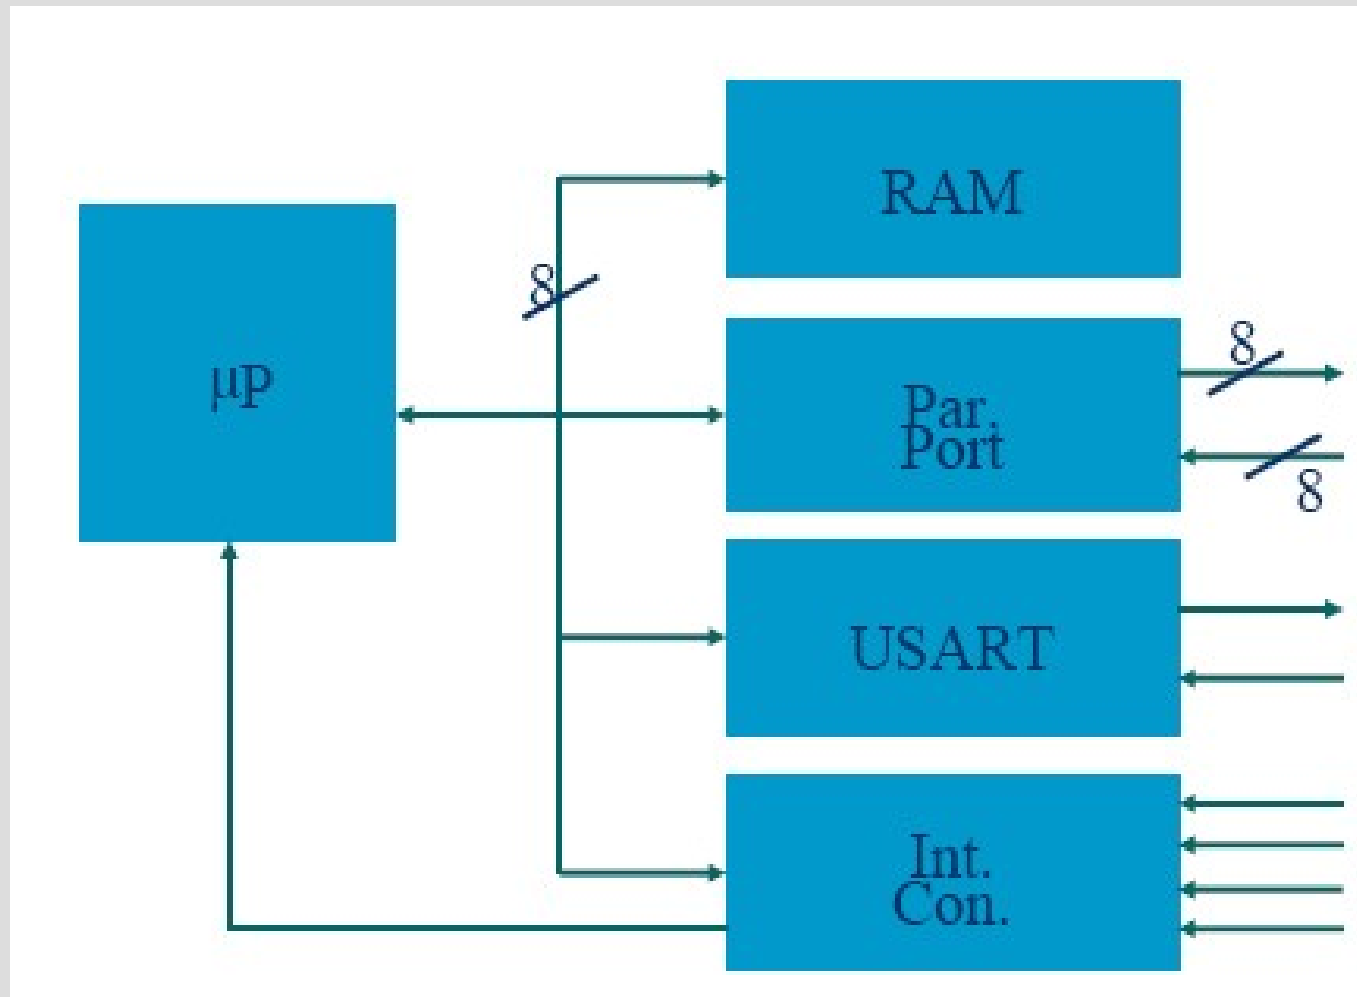 RAM
8
8
μp
Par.
Port
8
USART
Int.
Con.